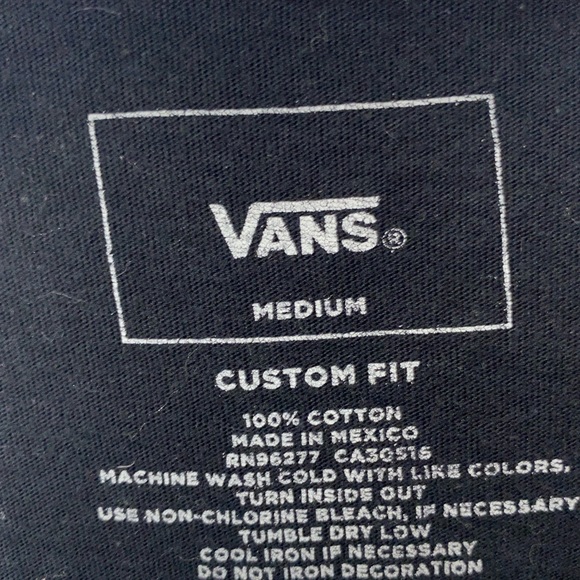 VANS®
MEDIUM
CUSTOM FIT
100% COTTON
MADE IN MEXICO
RN96277 CA30516
MACHINE WASH COLD WITH LIKE COLORS,
TURN INSIDE OUT
USE NON-CHLORINE BLEACH, IF NECESSARY
TUMBLE DRY LOW
COOL IRON IF NECESSARY
DO NOT IRON DECORATION